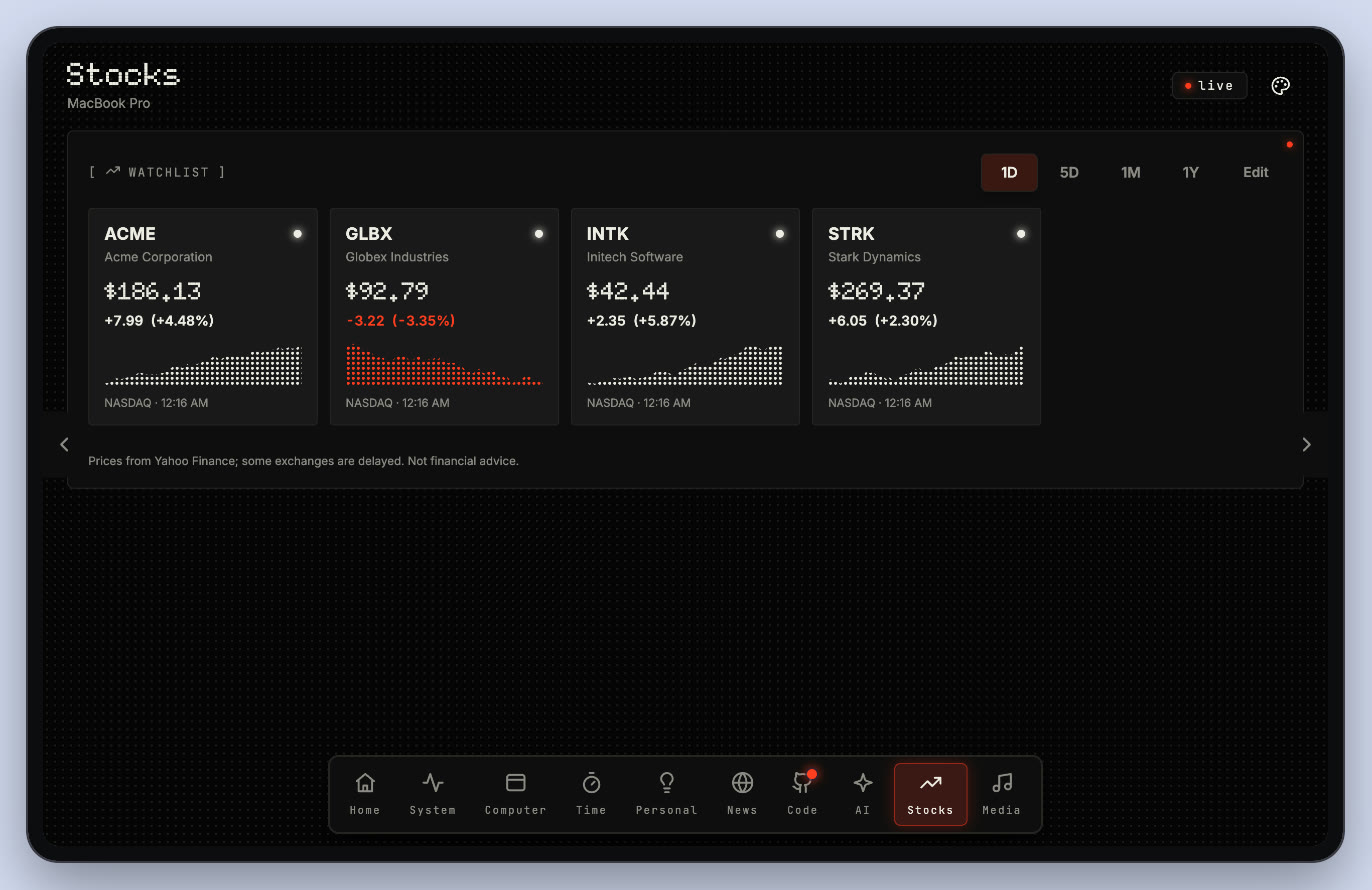 Stocks
MacBook Pro
live
[ WATCHLIST ]
1D 5D 1M 1Y Edit
ACME
Acme Corporation
$186.13
+7.99 (+4.48%)
NASDAQ · 12:16 AM
GLBX
Globex Industries
$92.79
-3.22 (-3.35%)
NASDAQ · 12:16 AM
INTK
Initech Software
$42.44
+2.35 (+5.87%)
NASDAQ · 12:16 AM
STRK
Stark Dynamics
$269.37
+6.05 (+2.30%)
NASDAQ · 12:16 AM
Prices from Yahoo Finance; some exchanges are delayed. Not financial advice.
Home System Computer Time Personal News Code AI Stocks Media